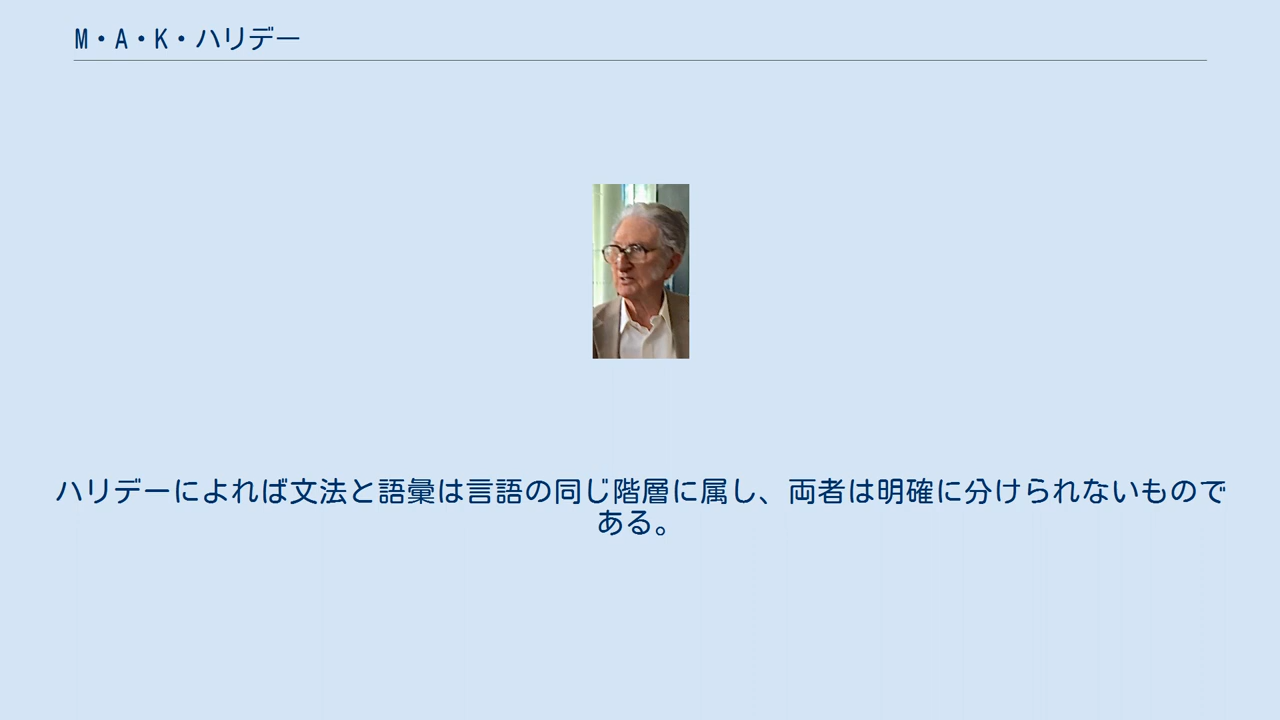 M・A・K・ハリデー
ハリデーによれば文法と語彙は言語の同じ階層に属し、両者は明確に分けられないもので
ある。